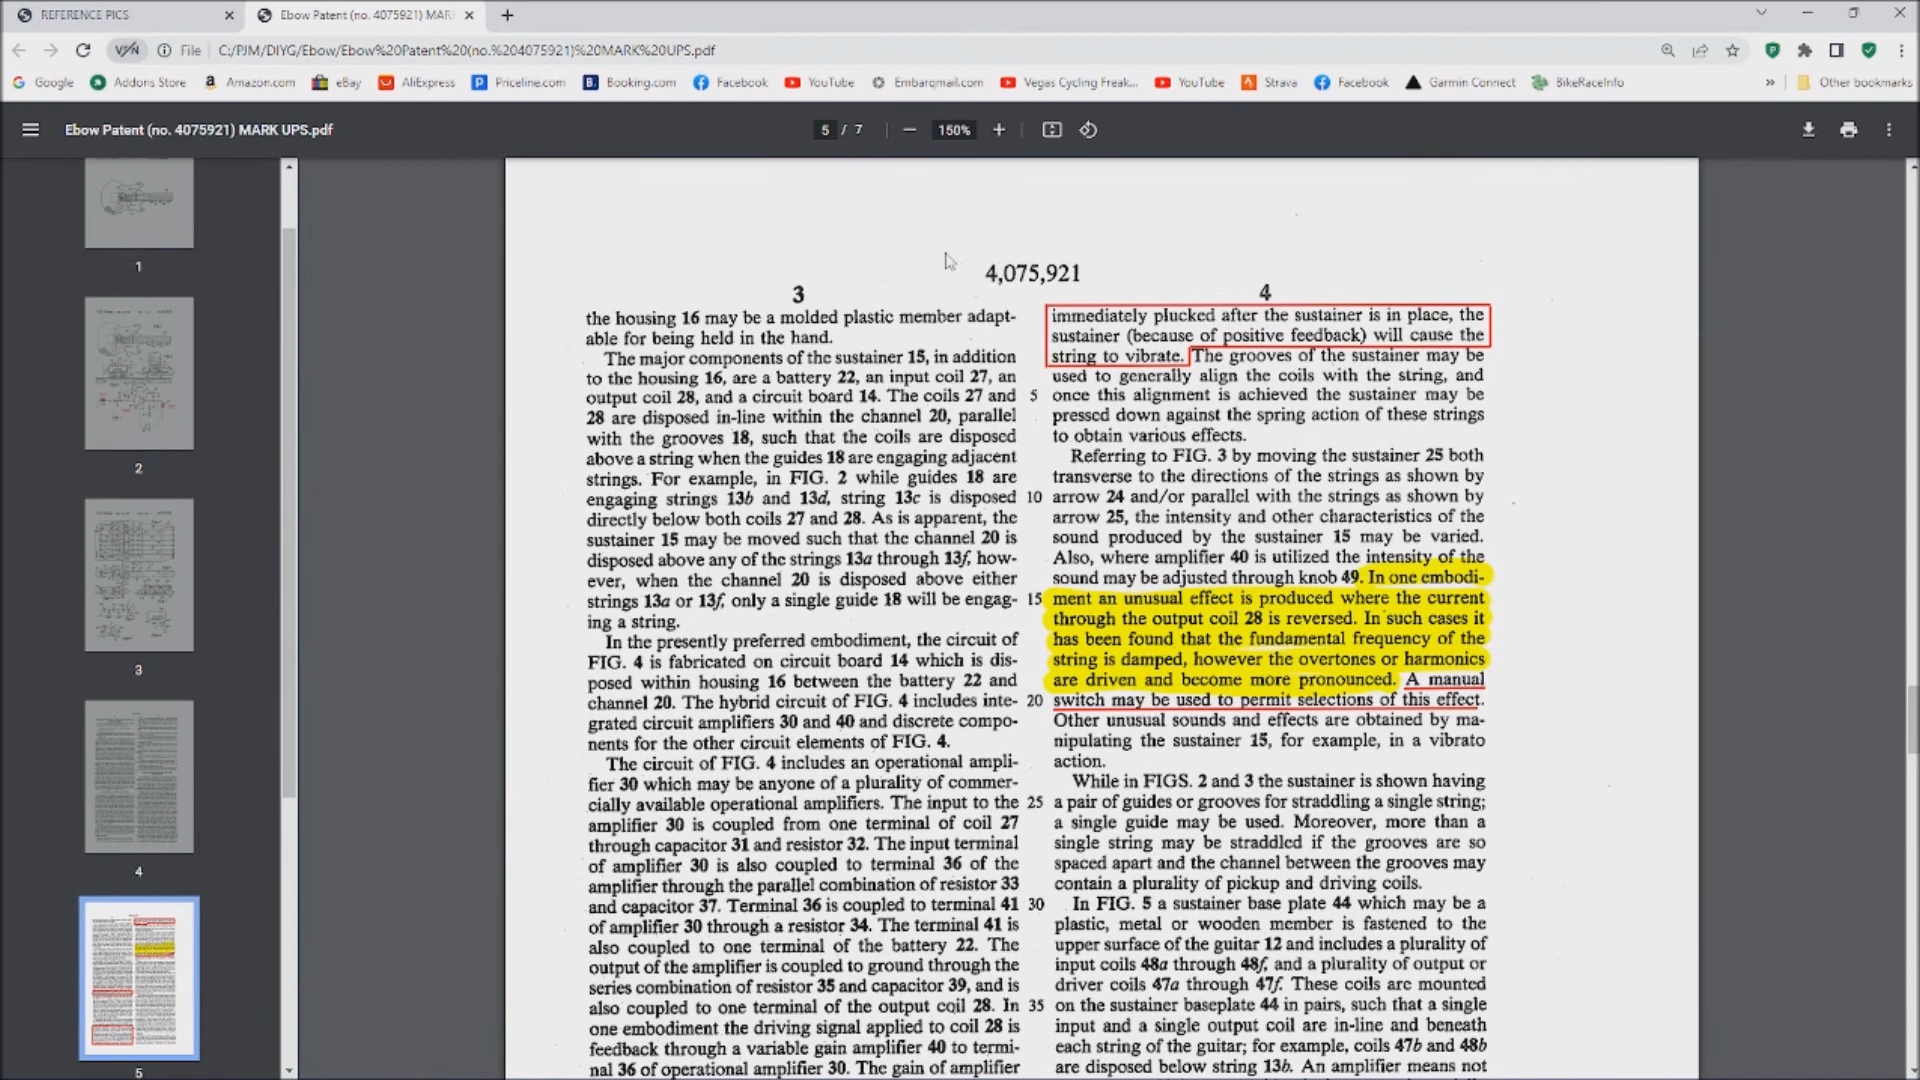 REFERENCE PICS
Ebow Patent (no. 4075921) MAR
File
C:/PJM/DIYG/Ebow/Ebow%20Patent%20(no.%204075921)%20MARK%20UPS.pdf
Google
Addons Store
Amazon.com
eBay
AliExpress
Priceline.com
Booking.com
Facebook
YouTube
Embarqmail.com
Vegas Cycling Freak...
YouTube
Strava
Facebook
Garmin Connect
BikeRaceInfo
»
Other bookmarks
Ebow Patent (no. 4075921) MARK UPS.pdf
5 / 7
150%
1
2
3
4
5
4,075,921
3
the housing 16 may be a molded plastic member adapt-
able for being held in the hand.
The major components of the sustainer 15, in addition
to the housing 16, are a battery 22, an input coil 27, an
output coil 28, and a circuit board 14. The coils 27 and
28 are disposed in-line within the channel 20, parallel
with the grooves 18, such that the coils are disposed
above a string when the guides 18 are engaging adjacent
strings. For example, in FIG. 2 while guides 18 are
engaging strings 13b and 13d, string 13c is disposed
directly below both coils 27 and 28. As is apparent, the
sustainer 15 may be moved such that the channel 20 is
disposed above any of the strings 13a through 13f, how-
ever, when the channel 20 is disposed above either
strings 13a or 13f, only a single guide 18 will be engag-
ing a string.
In the presently preferred embodiment, the circuit of
FIG. 4 is fabricated on circuit board 14 which is dis-
posed within housing 16 between the battery 22 and
channel 20. The hybrid circuit of FIG. 4 includes inte-
grated circuit amplifiers 30 and 40 and discrete compo-
nents for the other circuit elements of FIG. 4.
The circuit of FIG. 4 includes an operational ampli-
fier 30 which may be anyone of a plurality of commer-
cially available operational amplifiers. The input to the
amplifier 30 is coupled from one terminal of coil 27
through capacitor 31 and resistor 32. The input terminal
of amplifier 30 is also coupled to terminal 36 of the
amplifier through the parallel combination of resistor 33
and capacitor 37. Terminal 36 is coupled to terminal 41
of amplifier 30 through a resistor 34. The terminal 41 is
also coupled to one terminal of the battery 22. The
output of the amplifier is coupled to ground through the
series combination of resistor 35 and capacitor 39, and is
also coupled to one terminal of the output coil 28. In
one embodiment the driving signal applied to coil 28 is
feedback through a variable gain amplifier 40 to termi-
nal 36 of operational amplifier 30. The gain of amplifier
5
10
15
20
25
30
35
4
immediately plucked after the sustainer is in place, the
sustainer (because of positive feedback) will cause the
string to vibrate. The grooves of the sustainer may be
used to generally align the coils with the string, and
once this alignment is achieved the sustainer may be
pressed down against the spring action of these strings
to obtain various effects.
Referring to FIG. 3 by moving the sustainer 25 both
transverse to the directions of the strings as shown by
arrow 24 and/or parallel with the strings as shown by
arrow 25, the intensity and other characteristics of the
sound produced by the sustainer 15 may be varied.
Also, where amplifier 40 is utilized the intensity of the
sound may be adjusted through knob 49. In one embodi-
ment an unusual effect is produced where the current
through the output coil 28 is reversed. In such cases it
has been found that the fundamental frequency of the
string is damped, however the overtones or harmonics
are driven and become more pronounced. A manual
switch may be used to permit selections of this effect.
Other unusual sounds and effects are obtained by ma-
nipulating the sustainer 15, for example, in a vibrato
action.
While in FIGS. 2 and 3 the sustainer is shown having
a pair of guides or grooves for straddling a single string;
a single guide may be used. Moreover, more than a
single string may be straddled if the grooves are so
spaced apart and the channel between the grooves may
contain a plurality of pickup and driving coils.
In FIG. 5 a sustainer base plate 44 which may be a
plastic, metal or wooden member is fastened to the
upper surface of the guitar 12 and includes a plurality of
input coils 48a through 48f, and a plurality of output or
driver coils 47a through 47f. These coils are mounted
on the sustainer baseplate 44 in pairs, such that a single
input and a single output coil are in-line and beneath
each string of the guitar; for example, coils 47b and 48b
are disposed below string 13b. An amplifier means not